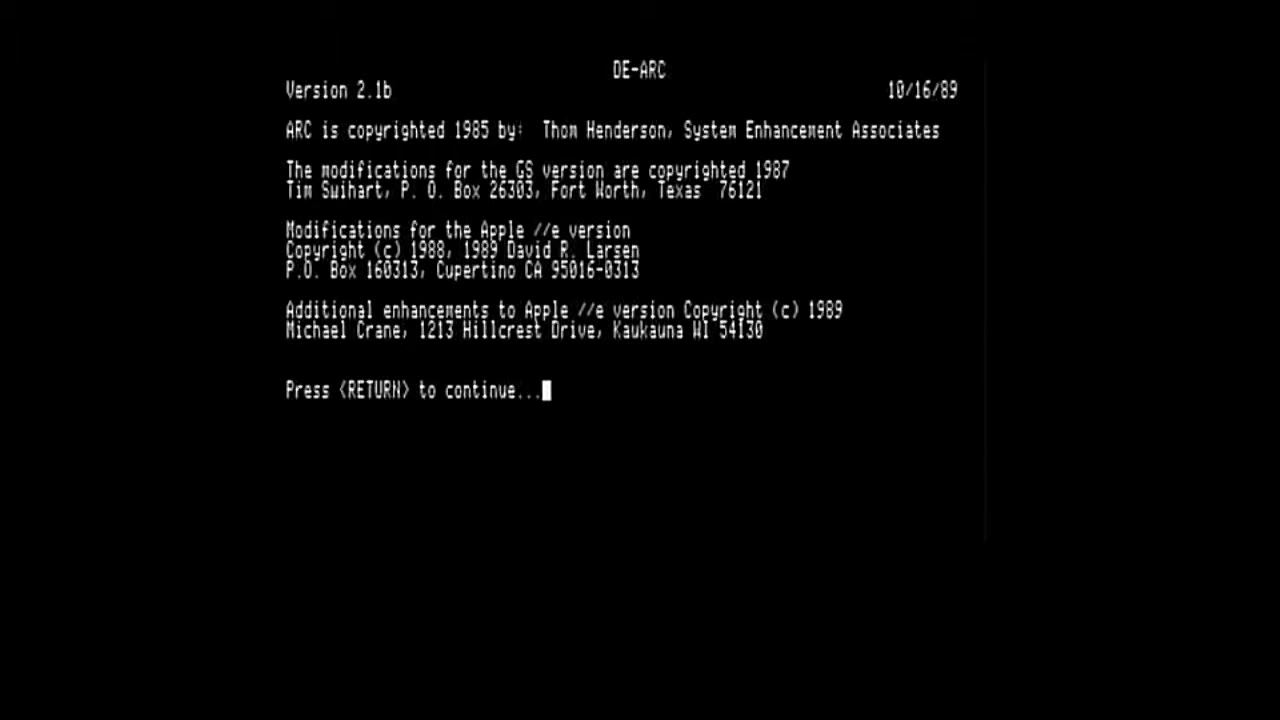 DE-ARC
Version 2.1b 10/16/89
ARC is copyrighted 1985 by: Thom Henderson, System Enhancement Associates
The modifications for the GS version are copyrighted 1987
Tim Swihart, P. O. Box 26303, Fort Worth, Texas 76121
Modifications for the Apple //e version
Copyright (c) 1988, 1989 David R. Larsen
P.O. Box 160313, Cupertino CA 95016-0313
Additional enhancements to Apple //e version Copyright (c) 1989
Michael Crane, 1213 Hillcrest Drive, Kaukauna WI 54130
Press <RETURN> to continue...